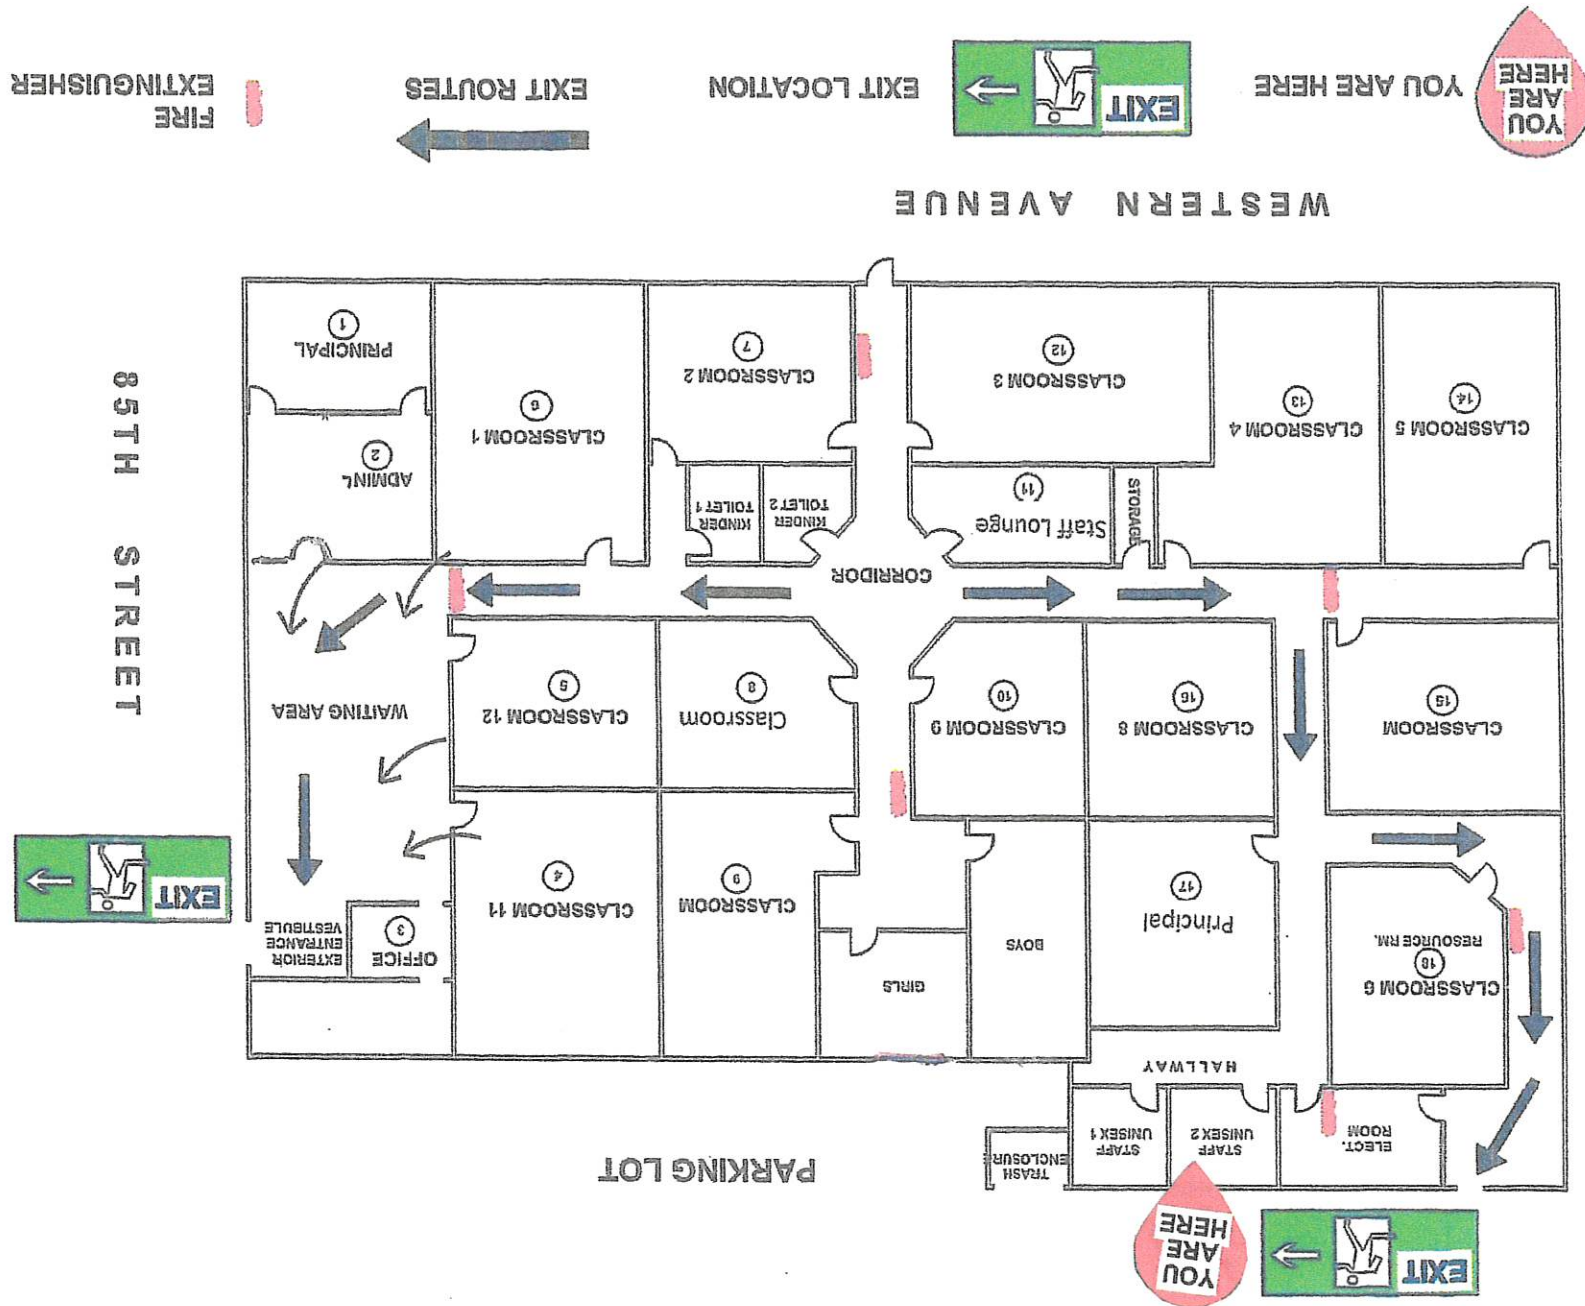 EXIT
YOU
ARE
HERE
PARKING LOT
ELECT.
ROOM
STAFF
UNISEX 2
STAFF
UNISEX 1
TRASH
ENCLOSURE
HALLWAY
CLASSROOM 6
18
RESOURCE RM.
Principal
17
BOYS
GIRLS
CLASSROOM
9
CLASSROOM 11
4
OFFICE
3
EXTERIOR
ENTRANCE
VESTIBULE
EXIT
CLASSROOM
15
CLASSROOM 8
16
CLASSROOM 9
10
Classroom
8
CLASSROOM 12
5
WAITING AREA
85TH STREET
CORRIDOR
CLASSROOM 5
14
CLASSROOM 4
13
STORAGE
Staff Lounge
11
KINDER
TOILET 2
KINDER
TOILET 1
CLASSROOM 3
12
CLASSROOM 2
7
CLASSROOM 1
6
ADMIN'L
2
PRINCIPAL
1
WESTERN AVENUE
YOU
ARE
HERE
YOU ARE HERE
EXIT
EXIT LOCATION
EXIT ROUTES
FIRE
EXTINGUISHER